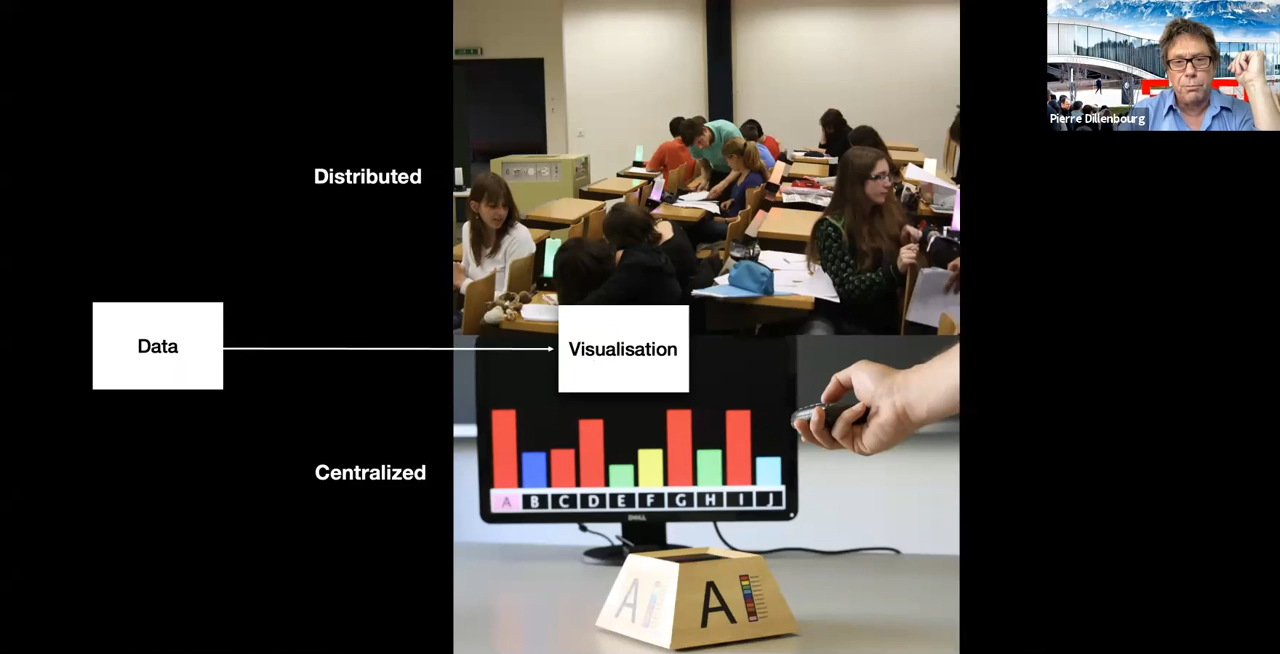 Pierre Dillenbourg
Distributed
Data
Visualisation
Centralized
A B C D E F G H I J
DELL
A A